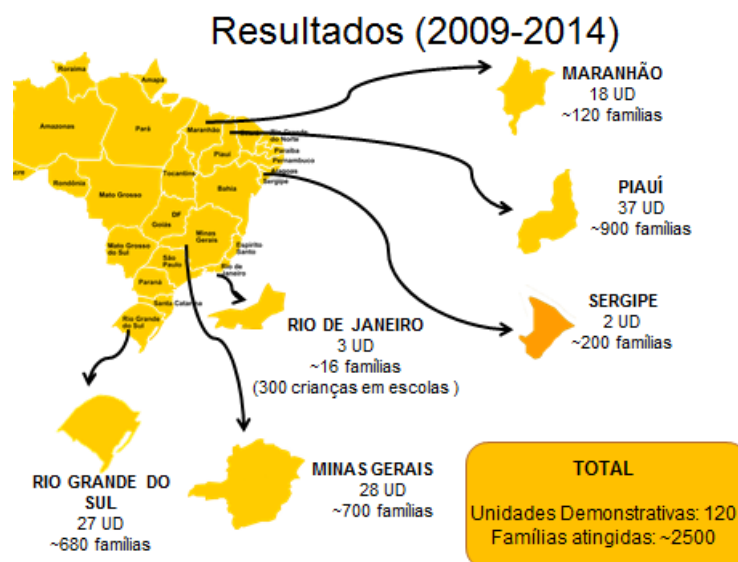 Resultados (2009-2014)
Roraima
Amapá
Amazonas
Pará
Maranhão
Rio Grande
do Norte
Paraíba
Piauí
Pernambuco
Alagoas
Sergipe
Tocantins
Rondônia
Bahia
Mato Grosso
DF
Goiás
Minas
Gerais
Mato Grosso
do Sul
Espírito
Santo
São
Paulo
Rio de
Janeiro
Paraná
Santa Catarina
Rio Grande
do Sul
MARANHÃO
18 UD
~120 famílias
PIAUÍ
37 UD
~900 famílias
SERGIPE
2 UD
~200 famílias
RIO DE JANEIRO
3 UD
~16 famílias
(300 crianças em escolas )
RIO GRANDE DO
SUL
27 UD
~680 famílias
MINAS GERAIS
28 UD
~700 famílias
TOTAL
Unidades Demonstrativas: 120
Famílias atingidas: ~2500